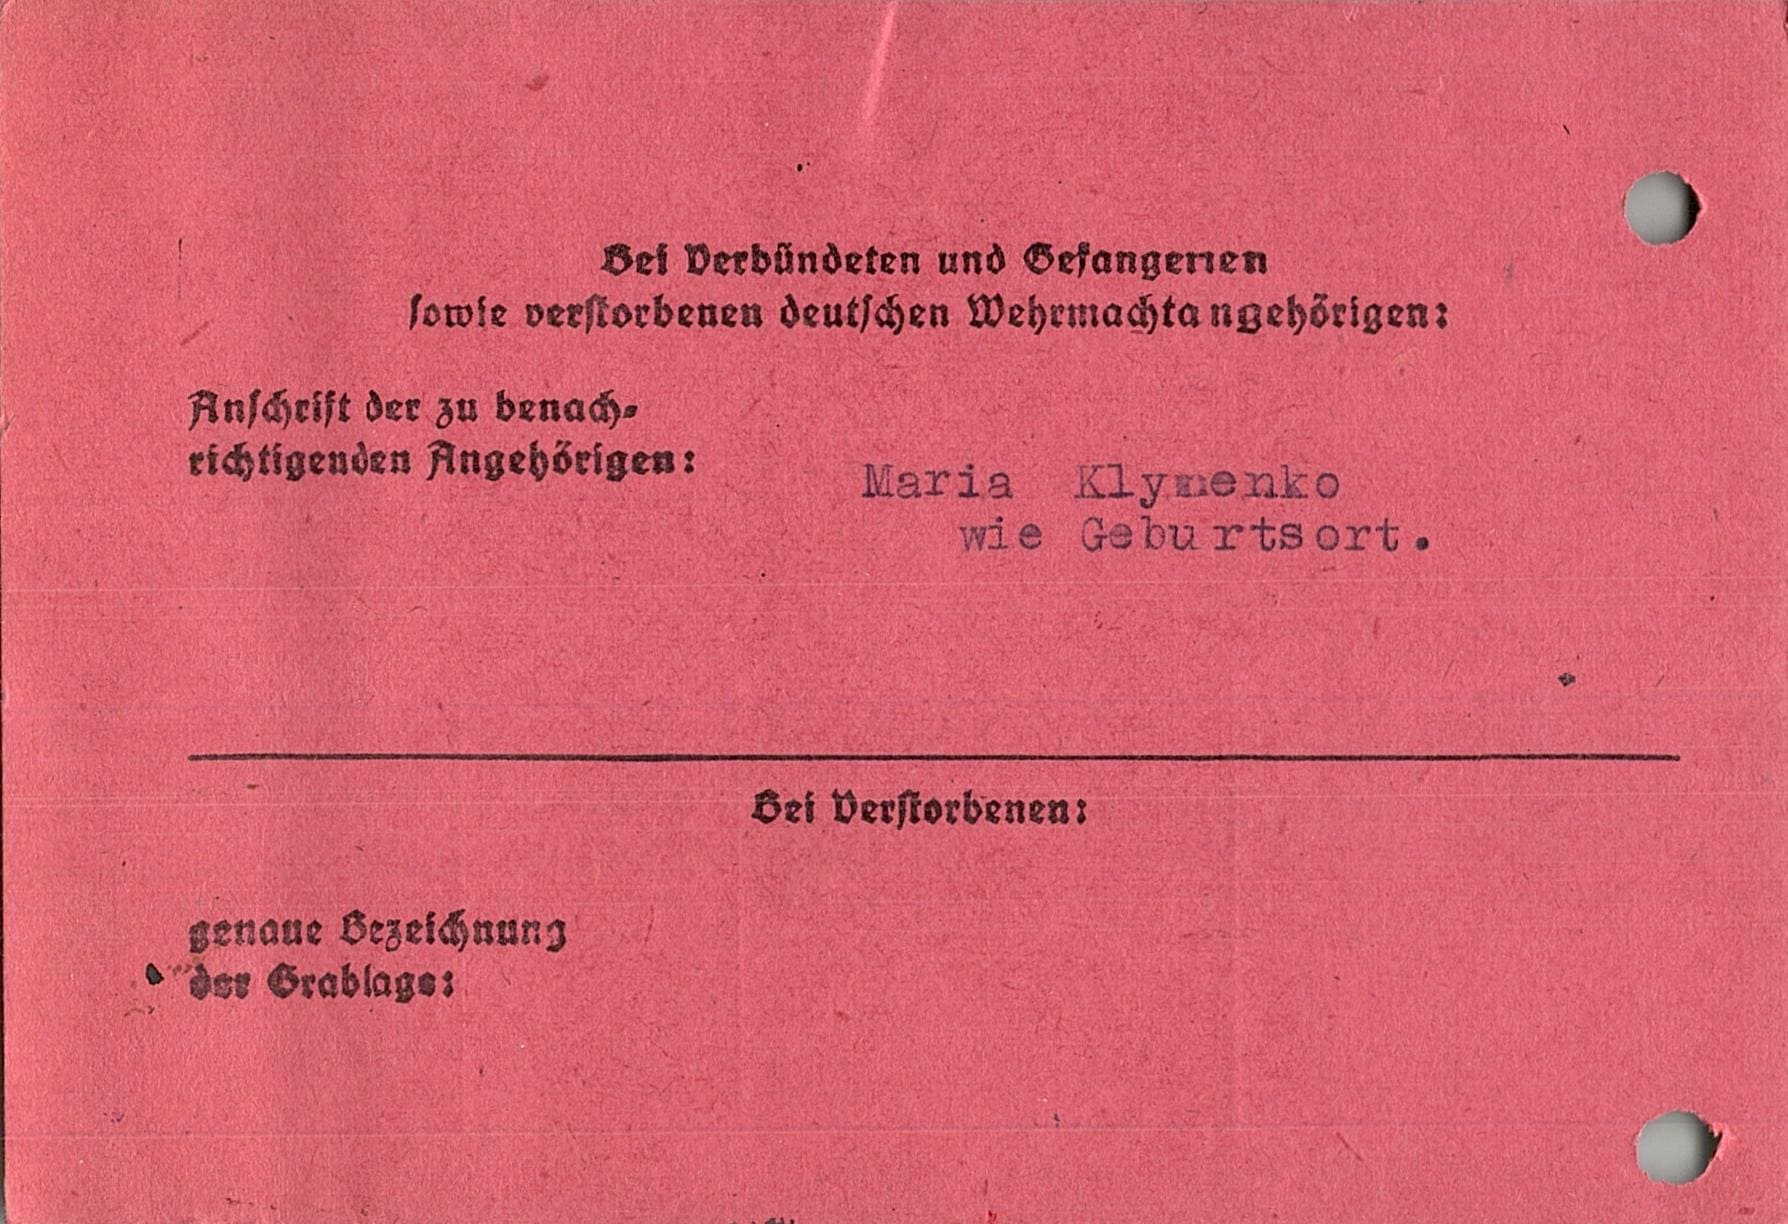 Bei Verbündeten und Gefangenen
sowie verstorbenen deutschen Wehrmachtangehörigen:
Anschrift der zu benach-
richtigenden Angehörigen:
Maria Klymenko
wie Geburtsort.
Bei Verstorbenen:
genaue Bezeichnung
der Grablage: